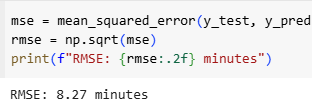 mse = mean_squared_error(y_test, y_pred
rmse = np.sqrt(mse)
print(f"RMSE: {rmse:.2f} minutes")
RMSE: 8.27 minutes